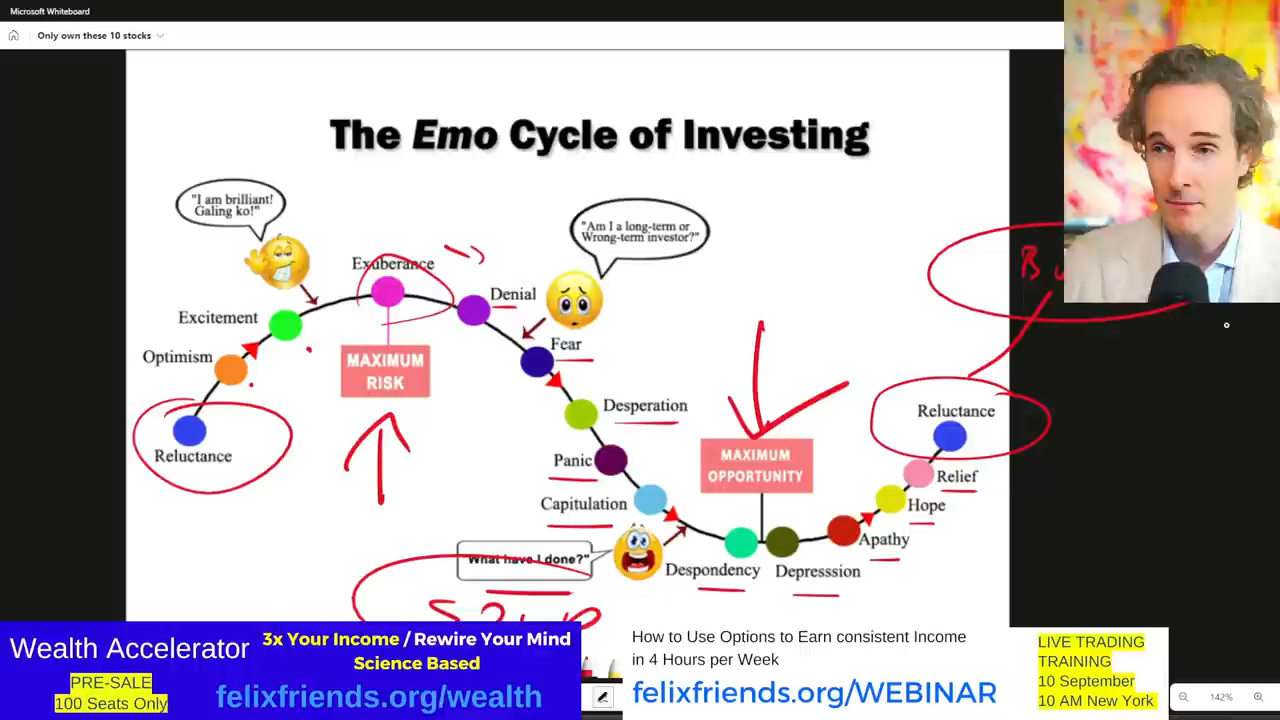 Microsoft Whiteboard
Only own these 10 stocks
The Emo Cycle of Investing
"I am brilliant!
Galing ko!"
"Am I a long-term or
Wrong-term investor?"
Exuberance
Denial
Excitement
Fear
Optimism
MAXIMUM
RISK
Desperation
Reluctance
Reluctance
MAXIMUM
OPPORTUNITY
Panic
Relief
Capitulation
Hope
Apathy
"What have I done?"
Despondency
Depresssion
Wealth Accelerator
3x Your Income / Rewire Your Mind
Science Based
PRE-SALE
100 Seats Only
felixfriends.org/wealth
How to Use Options to Earn consistent Income
in 4 Hours per Week
felixfriends.org/WEBINAR
LIVE TRADING
TRAINING
10 September
10 AM New York
142%